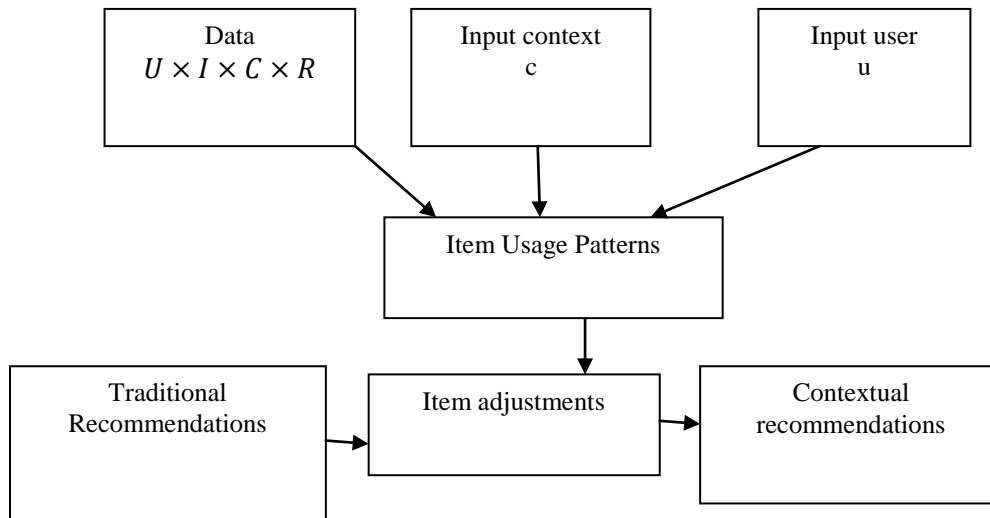 Data
U × I × C × R
Input context
c
Input user
u
Item Usage Patterns
Traditional
Recommendations
Item adjustments
Contextual
recommendations